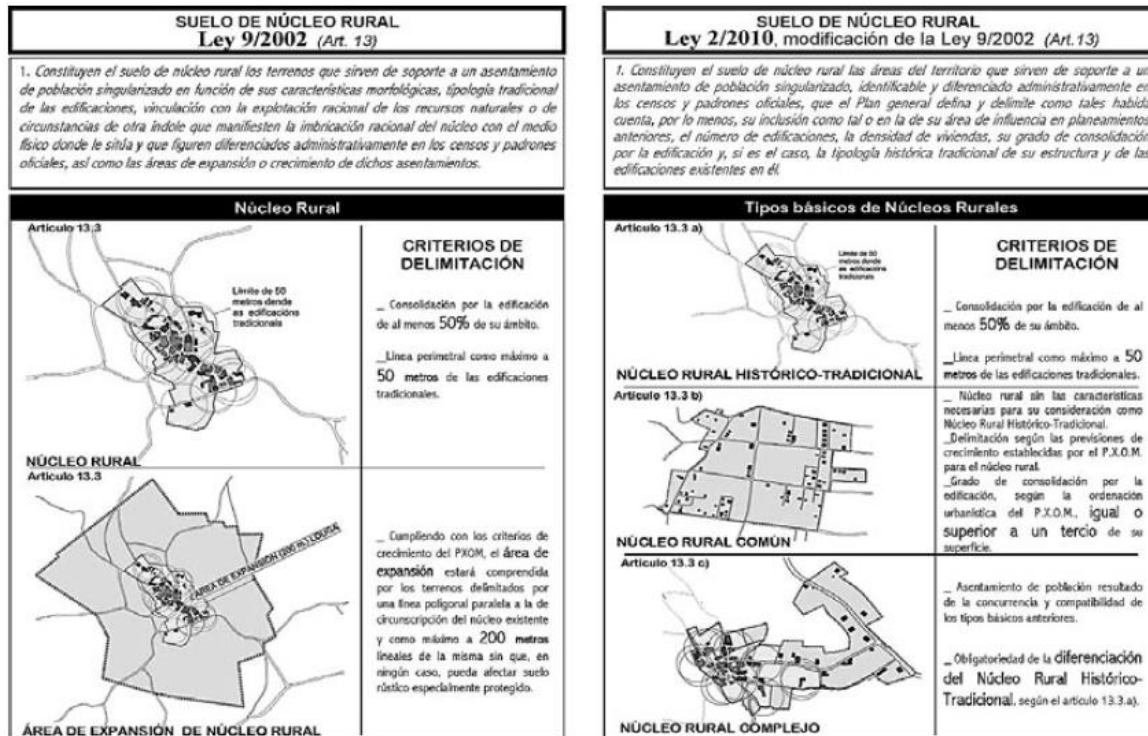 SUELO DE NÚCLEO RURAL
Ley 9/2002 (Art. 13)
1. Constituyen el suelo de núcleo rural los terrenos que sirven de soporte a un asentamiento
de población singularizado en función de sus características morfológicas, tipología tradicional
de las edificaciones, vinculación con la explotación racional de los recursos naturales o de
circunstancias de otra índole que manifiesten la imbricación racional del núcleo con el medio
físico donde le sitúa y que figuren diferenciados administrativamente en los censos y padrones
oficiales, así como las áreas de expansión o crecimiento de dichos asentamientos.
Núcleo Rural
Artículo 13.3
Límite de 50
metros dende
as edificacións
tradicionais
NÚCLEO RURAL
CRITERIOS DE
DELIMITACIÓN
_ Consolidación por la edificación
de al menos 50% de su ámbito.
_Línea perimetral como máximo a
50 metros de las edificaciones
tradicionales.
Artículo 13.3
ÁREA DE EXPANSIÓN (200 m.) LOUGA
ÁREA DE EXPANSIÓN DE NÚCLEO RURAL
_ Cumpliendo con los criterios de
crecimiento del PXOM, el área de
expansión estará comprendida
por los terrenos delimitados por
una línea poligonal paralela a la de
circunscripción del núcleo existente
y como máximo a 200 metros
lineales de la misma sin que, en
ningún caso, pueda afectar suelo
rústico especialmente protegido.
SUELO DE NÚCLEO RURAL
Ley 2/2010, modificación de la Ley 9/2002 (Art.13)
1. Constituyen el suelo de núcleo rural las áreas del territorio que sirven de soporte a un
asentamiento de población singularizado, identificable y diferenciado administrativamente en
los censos y padrones oficiales, que el Plan general defina y delimite como tales habida
cuenta, por lo menos, su inclusión como tal o en la de su área de influencia en planeamientos
anteriores, el número de edificaciones, la densidad de viviendas, su grado de consolidación
por la edificación y, si es el caso, la tipología histórica tradicional de su estructura y de las
edificaciones existentes en él.
Tipos básicos de Núcleos Rurales
Artículo 13.3 a)
Límite de 50
metros dende
as edificacións
tradicionais
NÚCLEO RURAL HISTÓRICO-TRADICIONAL
CRITERIOS DE
DELIMITACIÓN
_ Consolidación por la edificación de al
menos 50% de su ámbito.
_Línea perimetral como máximo a 50
metros de las edificaciones tradicionales.
Artículo 13.3 b)
NÚCLEO RURAL COMÚN
_ Núcleo rural sin las características
necesarias para su consideración como
Núcleo Rural Histórico-Tradicional.
_Delimitación según las previsiones de
crecimiento establecidas por el P.X.O.M.
para el núcleo rural.
_Grado de consolidación por la
edificación, según la ordenación
urbanística del P.X.O.M., igual o
superior a un tercio de su
superficie.
Artículo 13.3 c)
NÚCLEO RURAL COMPLEJO
_ Asentamiento de población resultado
de la concurrencia y compatibilidad de
los tipos básicos anteriores.
_ Obligatoriedad de la diferenciación
del Núcleo Rural Histórico-
Tradicional, según el artículo 13.3.a).